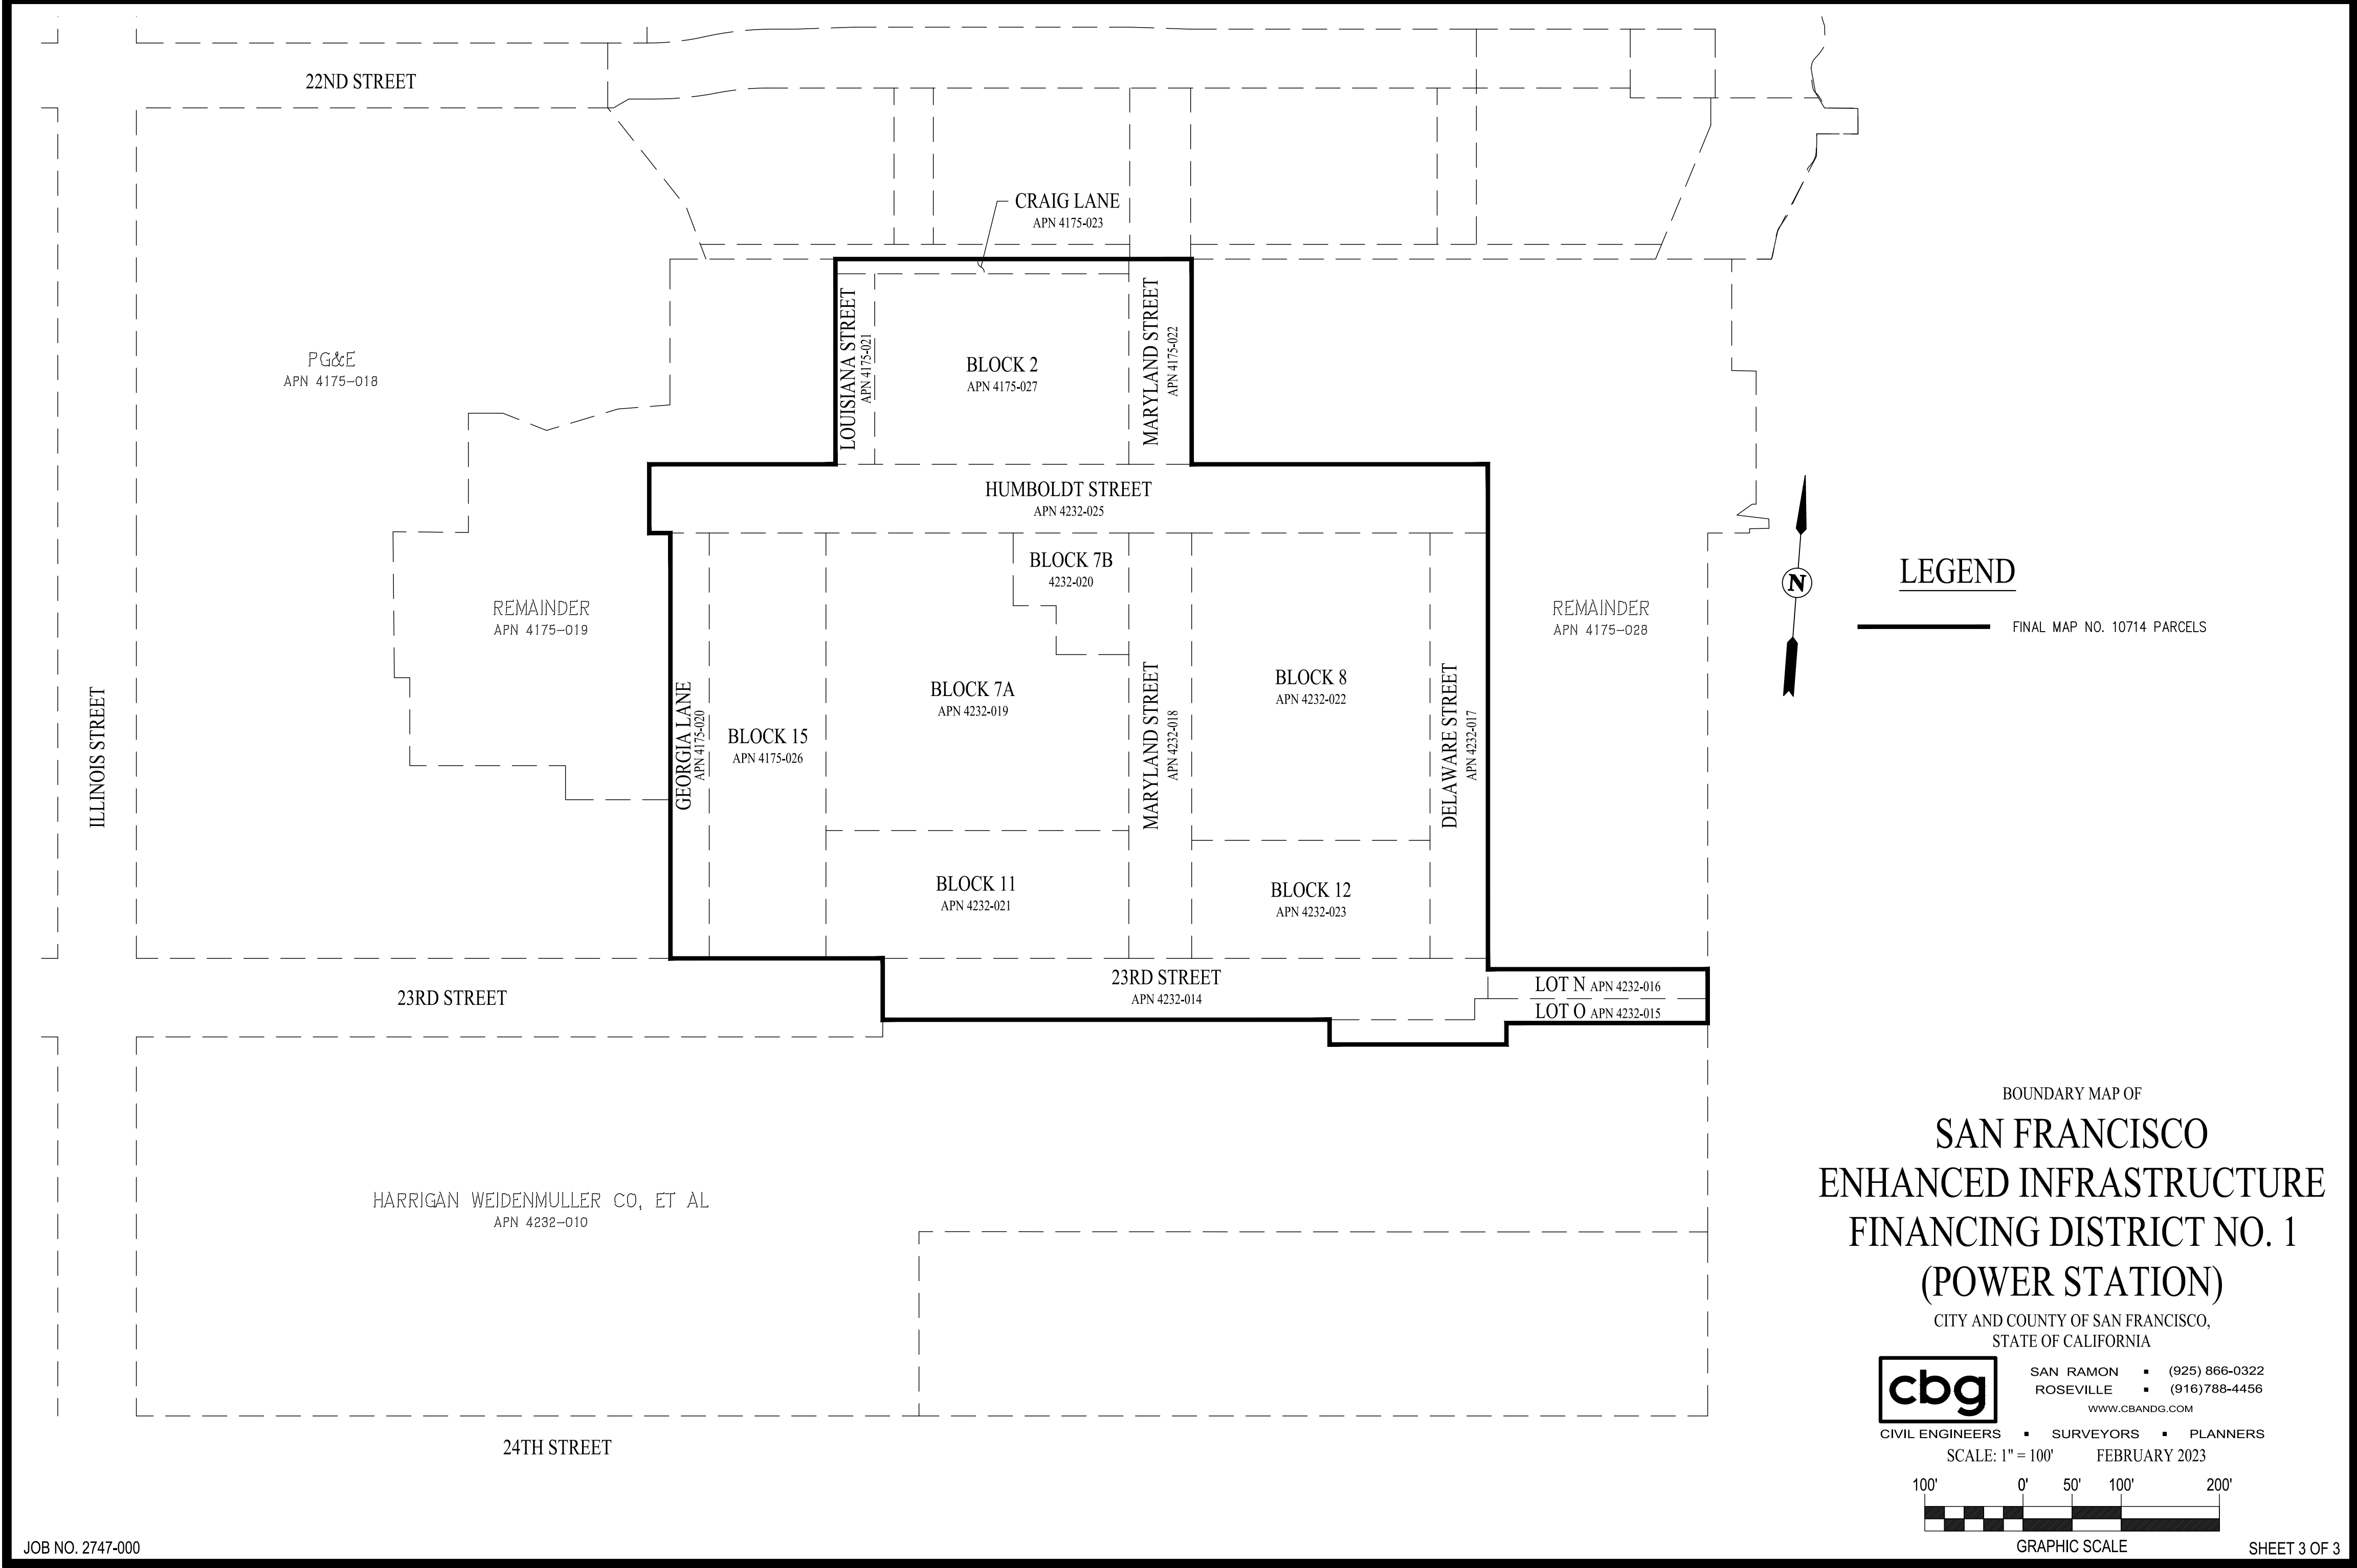 22ND STREET
CRAIG LANE
APN 4175-023
LOUISIANA STREET
APN 4175-021
BLOCK 2
APN 4175-027
MARYLAND STREET
APN 4175-022
PG&E
APN 4175-018
HUMBOLDT STREET
APN 4232-025
BLOCK 7B
4232-020
REMAINDER
APN 4175-019
REMAINDER
APN 4175-028
N
LEGEND
FINAL MAP NO. 10714 PARCELS
ILLINOIS STREET
GEORGIA LANE
APN 4175-020
BLOCK 15
APN 4175-026
BLOCK 7A
APN 4232-019
MARYLAND STREET
APN 4232-018
BLOCK 8
APN 4232-022
DELAWARE STREET
APN 4232-017
BLOCK 11
APN 4232-021
BLOCK 12
APN 4232-023
23RD STREET
23RD STREET
APN 4232-014
LOT N APN 4232-016
LOT O APN 4232-015
HARRIGAN WEIDENMULLER CO, ET AL
APN 4232-010
24TH STREET
BOUNDARY MAP OF
SAN FRANCISCO
ENHANCED INFRASTRUCTURE
FINANCING DISTRICT NO. 1
(POWER STATION)
CITY AND COUNTY OF SAN FRANCISCO,
STATE OF CALIFORNIA
cbg
SAN RAMON ▪ (925) 866-0322
ROSEVILLE ▪ (916)788-4456
WWW.CBANDG.COM
CIVIL ENGINEERS ▪ SURVEYORS ▪ PLANNERS
SCALE: 1" = 100' FEBRUARY 2023
100' 0' 50' 100' 200'
GRAPHIC SCALE
JOB NO. 2747-000
SHEET 3 OF 3